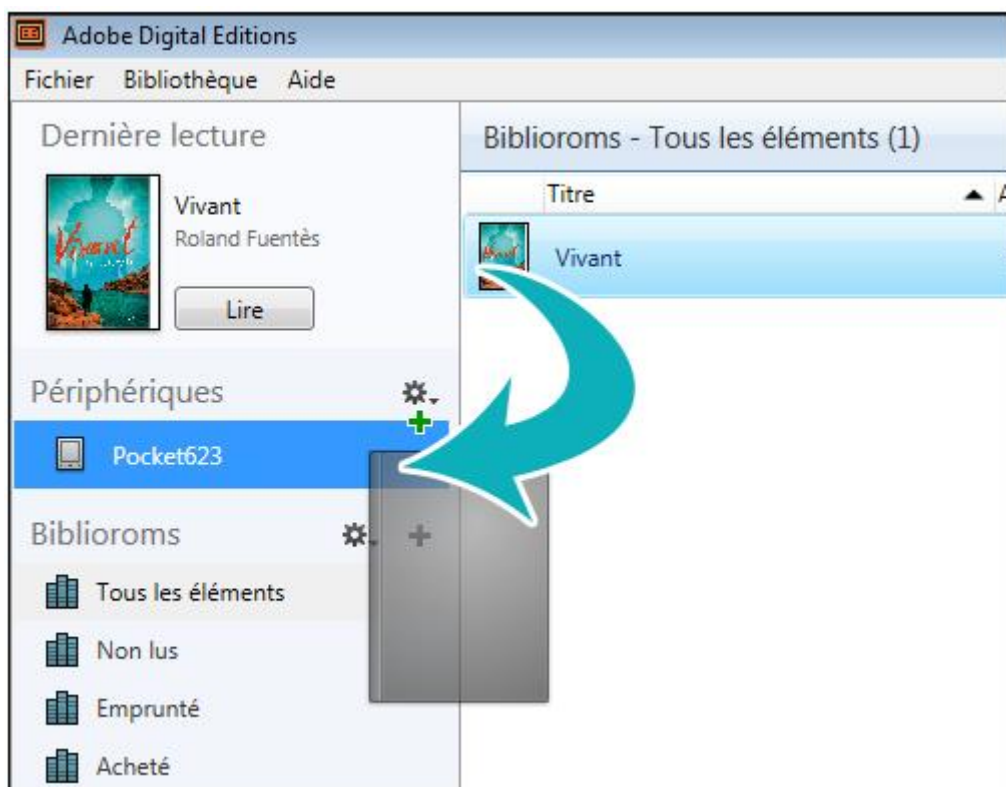 Adobe Digital Editions
Fichier Bibliothèque Aide
Dernière lecture
Vivant
Vivant
Roland Fuentès
Lire
Périphériques
Pocket623
Biblioroms
Tous les éléments
Non lus
Emprunté
Acheté
Biblioroms - Tous les éléments (1)
Titre
Vivant